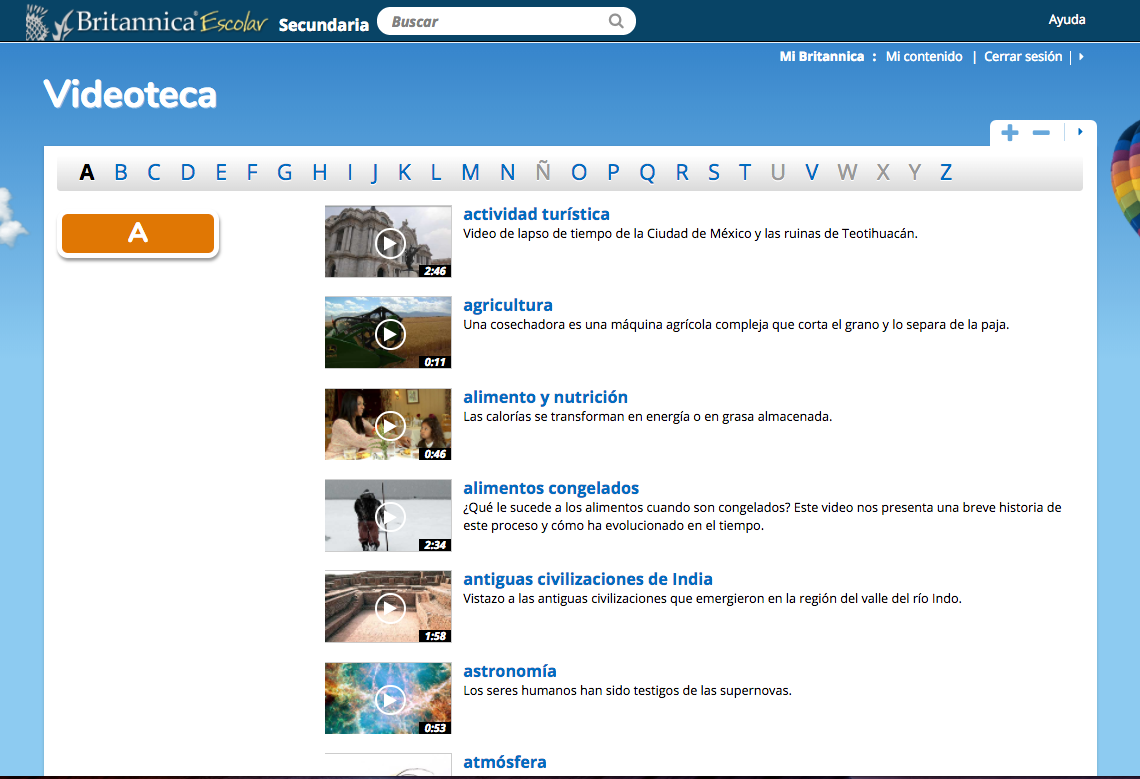 Britannica® Escolar Secundaria Buscar Ayuda
Mi Britannica : Mi contenido | Cerrar sesión |
Videoteca
A B C D E F G H I J K L M N Ñ O P Q R S T U V W X Y Z
A
actividad turística
Video de lapso de tiempo de la Ciudad de México y las ruinas de Teotihuacán.
2:46
agricultura
Una cosechadora es una máquina agrícola compleja que corta el grano y lo separa de la paja.
0:11
alimento y nutrición
Las calorías se transforman en energía o en grasa almacenada.
0:46
alimentos congelados
¿Qué le sucede a los alimentos cuando son congelados? Este video nos presenta una breve historia de
este proceso y cómo ha evolucionado en el tiempo.
2:34
antiguas civilizaciones de India
Vistazo a las antiguas civilizaciones que emergieron en la región del valle del río Indo.
1:58
astronomía
Los seres humanos han sido testigos de las supernovas.
0:53
atmósfera